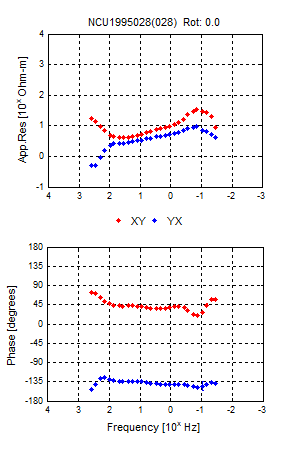 NCU1995028(028) Rot: 0.0
App.Res [10^x Ohm-m]
4
3
2
1
0
-1
4 3 2 1 0 -1 -2 -3
XY YX
Phase [degrees]
180
135
90
45
0
-45
-90
-135
-180
4 3 2 1 0 -1 -2 -3
Frequency [10^x Hz]